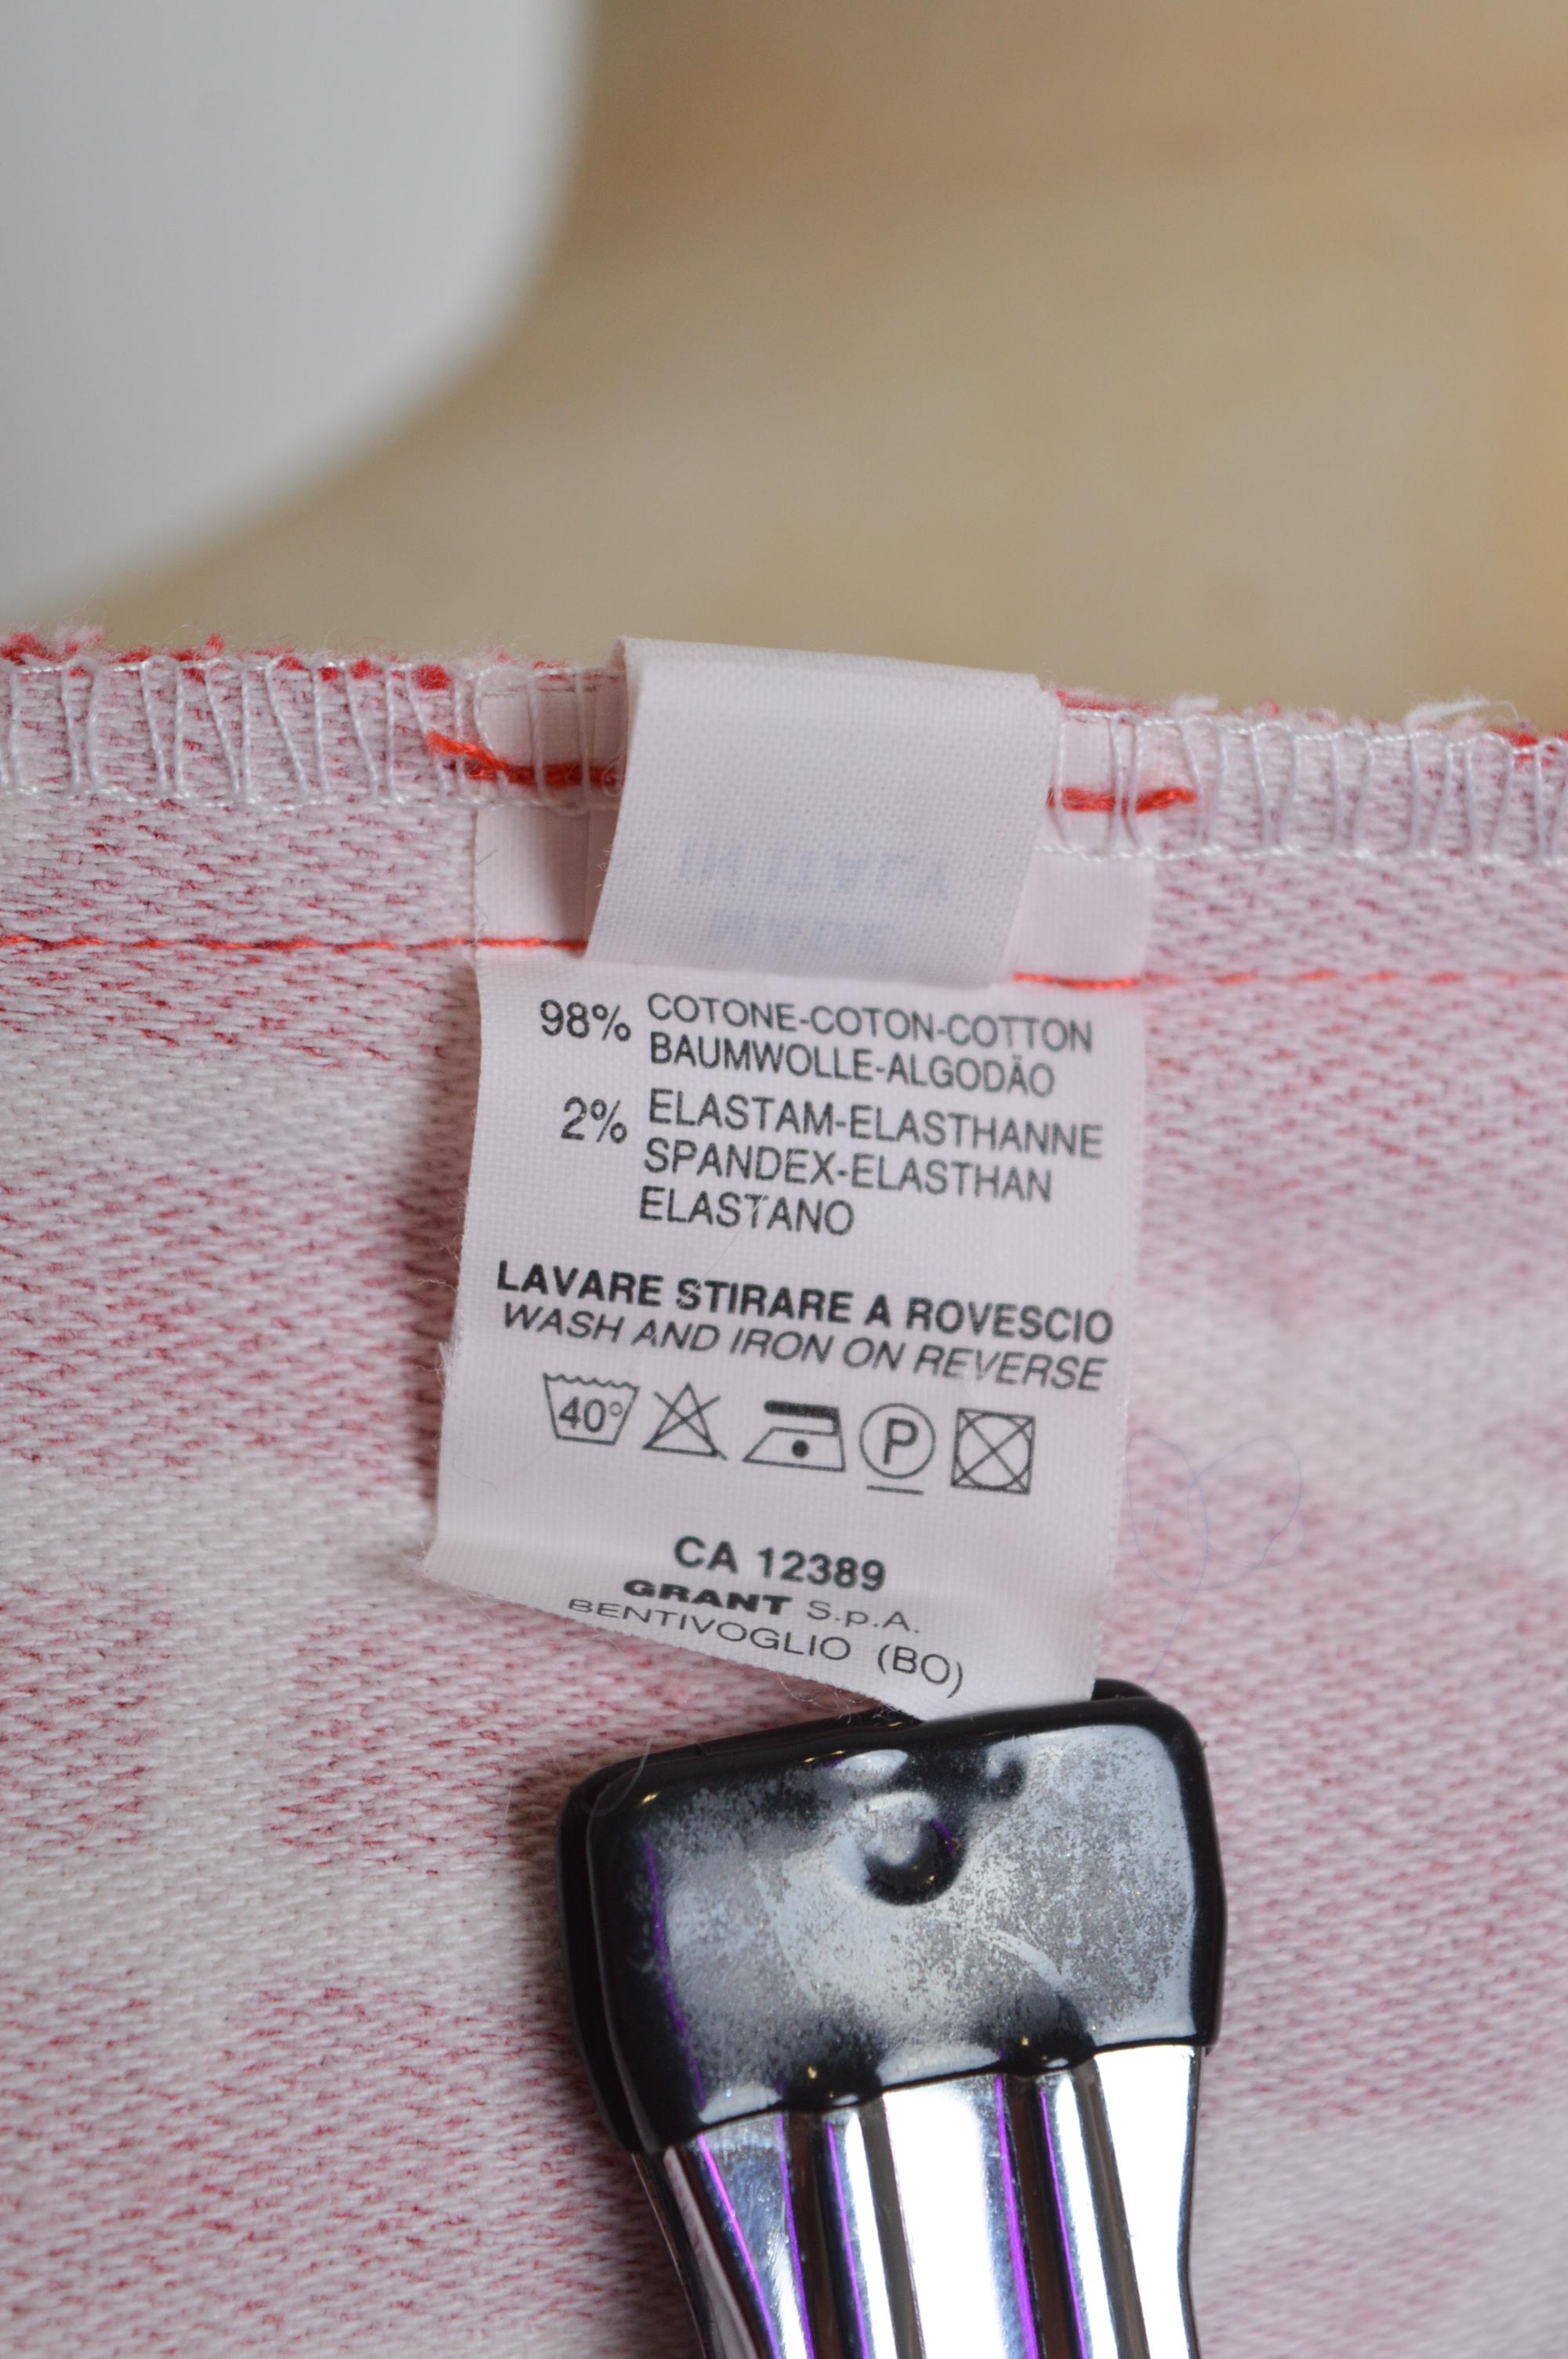 98% COTONE-COTON-COTTON
BAUMWOLLE-ALGODÃO
2% ELASTAM-ELASTHANNE
SPANDEX-ELASTHAN
ELASTANO
LAVARE STIRARE A ROVESCIO
WASH AND IRON ON REVERSE
40°
P
CA 12389
GRANT S.p.A.
BENTIVOGLIO (BO)